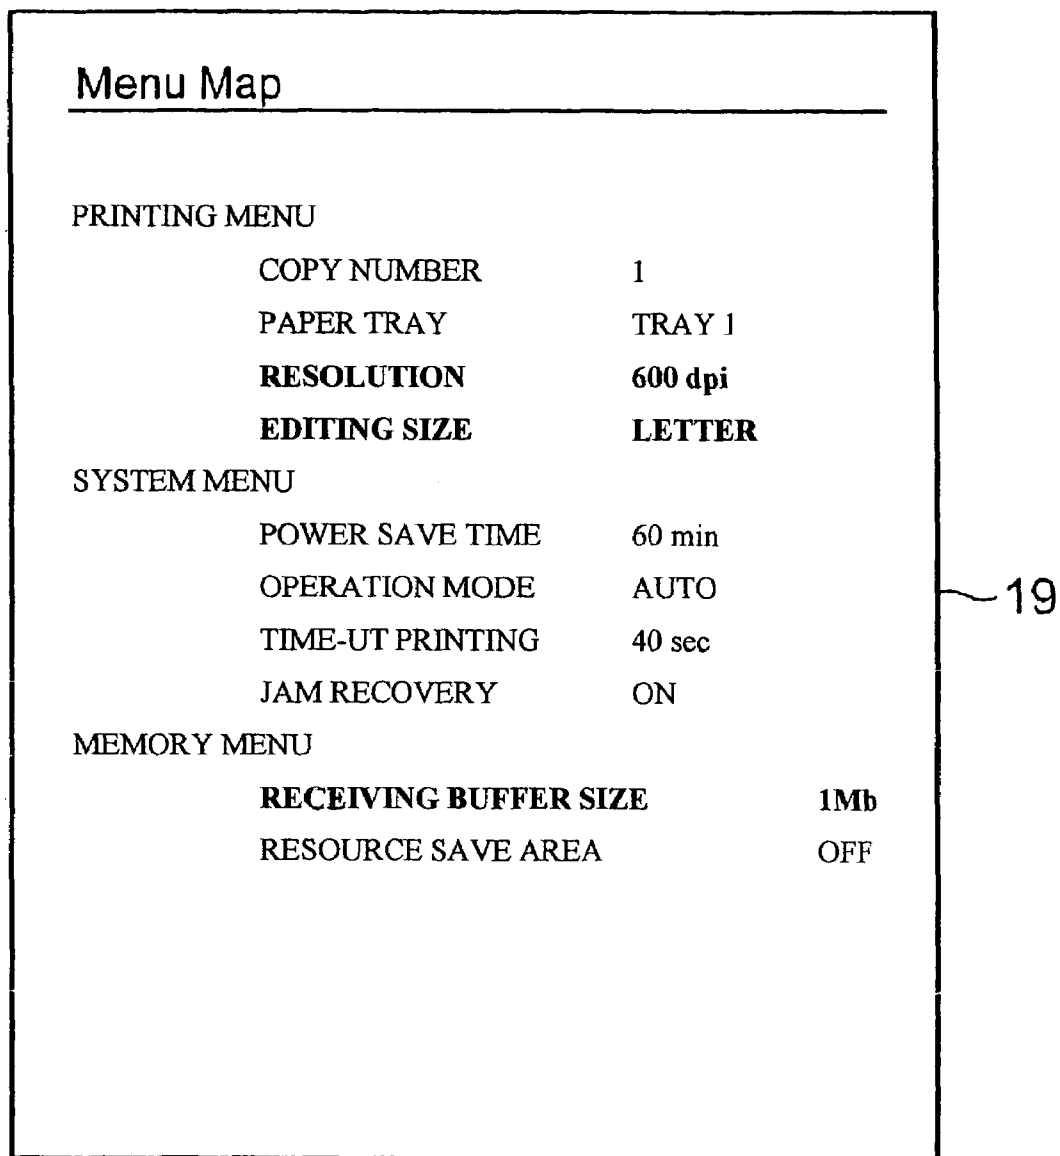 Menu Map
PRINTING MENU
COPY NUMBER 1
PAPER TRAY TRAY 1
RESOLUTION 600 dpi
EDITING SIZE LETTER
SYSTEM MENU
POWER SAVE TIME 60 min
OPERATION MODE AUTO
19
TIME-UT PRINTING 40 sec
JAM RECOVERY ON
MEMORY MENU
RECEIVING BUFFER SIZE 1Mb
RESOURCE SAVE AREA OFF